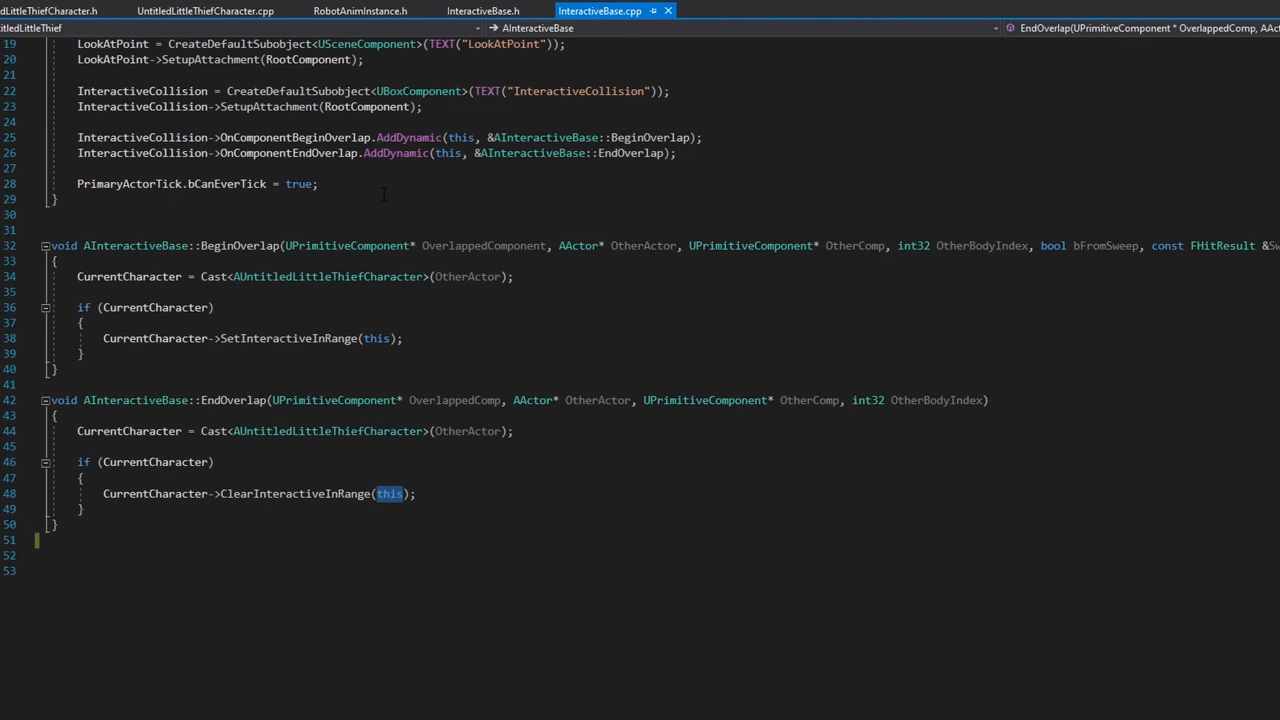 dLittleThiefCharacter.h UntitledLittleThiefCharacter.cpp RobotAnimInstance.h InteractiveBase.h InteractiveBase.cpp
titledLittleThief AInteractiveBase EndOverlap(UPrimitiveComponent * OverlappedComp, AAct
19 LookAtPoint = CreateDefaultSubobject<USceneComponent>(TEXT("LookAtPoint"));
20 LookAtPoint->SetupAttachment(RootComponent);
21
22 InteractiveCollision = CreateDefaultSubobject<UBoxComponent>(TEXT("InteractiveCollision"));
23 InteractiveCollision->SetupAttachment(RootComponent);
24
25 InteractiveCollision->OnComponentBeginOverlap.AddDynamic(this, &AInteractiveBase::BeginOverlap);
26 InteractiveCollision->OnComponentEndOverlap.AddDynamic(this, &AInteractiveBase::EndOverlap);
27
28 PrimaryActorTick.bCanEverTick = true;
29 }
30
31
32 void AInteractiveBase::BeginOverlap(UPrimitiveComponent* OverlappedComponent, AActor* OtherActor, UPrimitiveComponent* OtherComp, int32 OtherBodyIndex, bool bFromSweep, const FHitResult &Sw
33 {
34 CurrentCharacter = Cast<AUntitledLittleThiefCharacter>(OtherActor);
35
36 if (CurrentCharacter)
37 {
38 CurrentCharacter->SetInteractiveInRange(this);
39 }
40 }
41
42 void AInteractiveBase::EndOverlap(UPrimitiveComponent* OverlappedComp, AActor* OtherActor, UPrimitiveComponent* OtherComp, int32 OtherBodyIndex)
43 {
44 CurrentCharacter = Cast<AUntitledLittleThiefCharacter>(OtherActor);
45
46 if (CurrentCharacter)
47 {
48 CurrentCharacter->ClearInteractiveInRange(this);
49 }
50 }
51
52
53